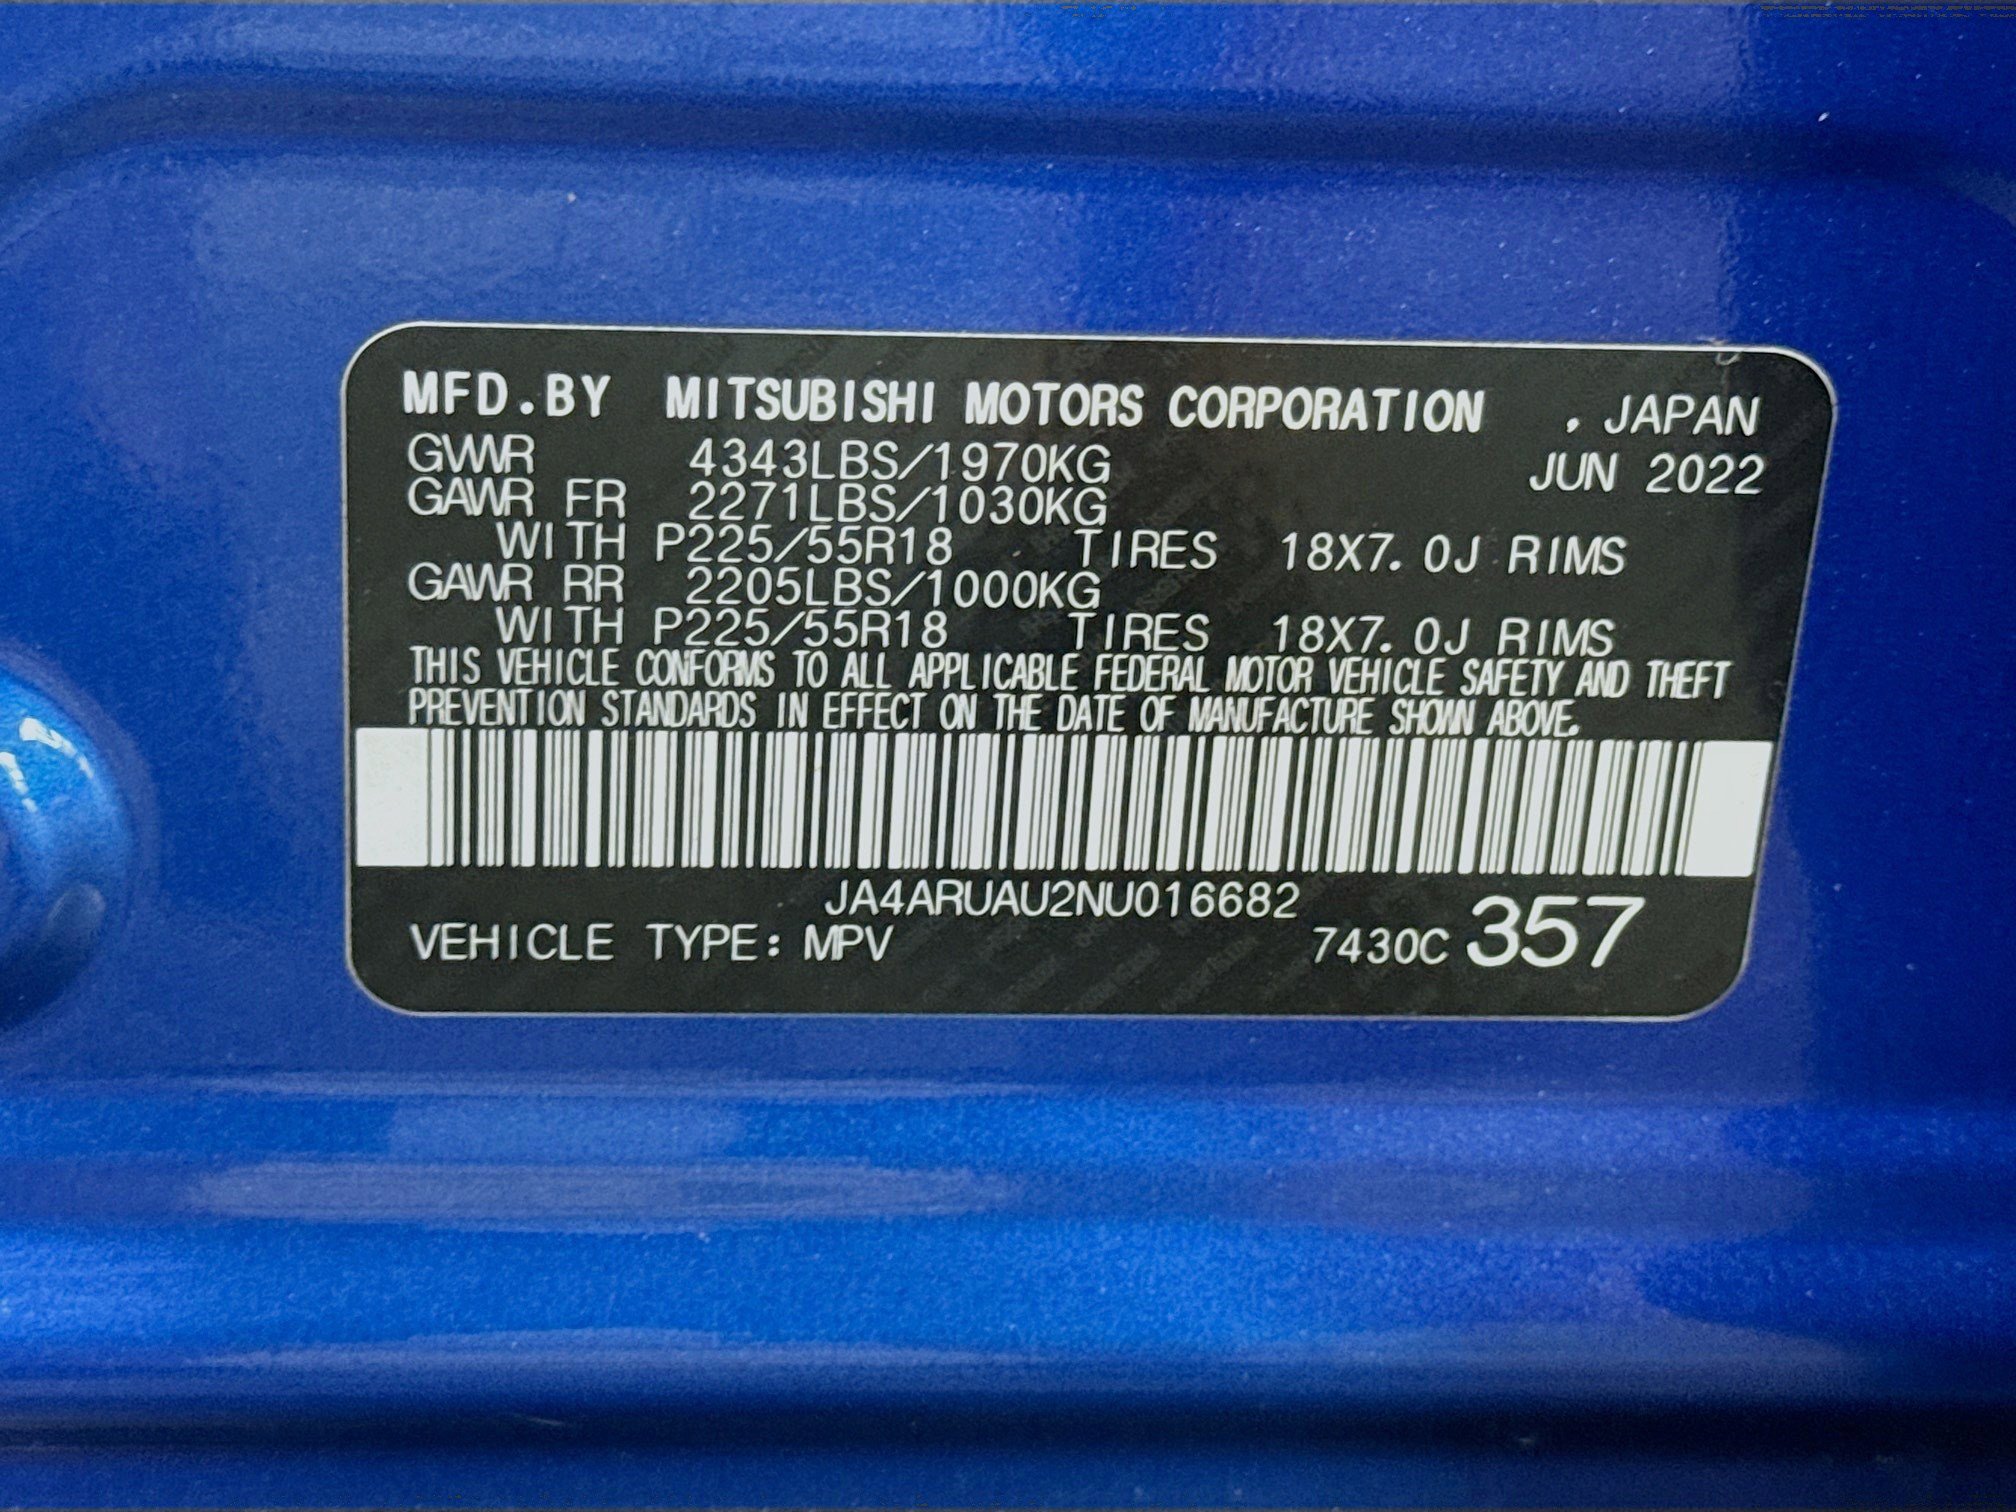 MFD.BY MITSUBISHI MOTORS CORPORATION , JAPAN
GVWR 4343LBS/1970KG JUN 2022
GAWR FR 2271LBS/1030KG
WITH P225/55R18 TIRES 18X7.0J RIMS
GAWR RR 2205LBS/1000KG
WITH P225/55R18 TIRES 18X7.0J RIMS
THIS VEHICLE CONFORMS TO ALL APPLICABLE FEDERAL MOTOR VEHICLE SAFETY AND THEFT
PREVENTION STANDARDS IN EFFECT ON THE DATE OF MANUFACTURE SHOWN ABOVE.
JA4ARUAU2NU016682
VEHICLE TYPE: MPV 7430C 357